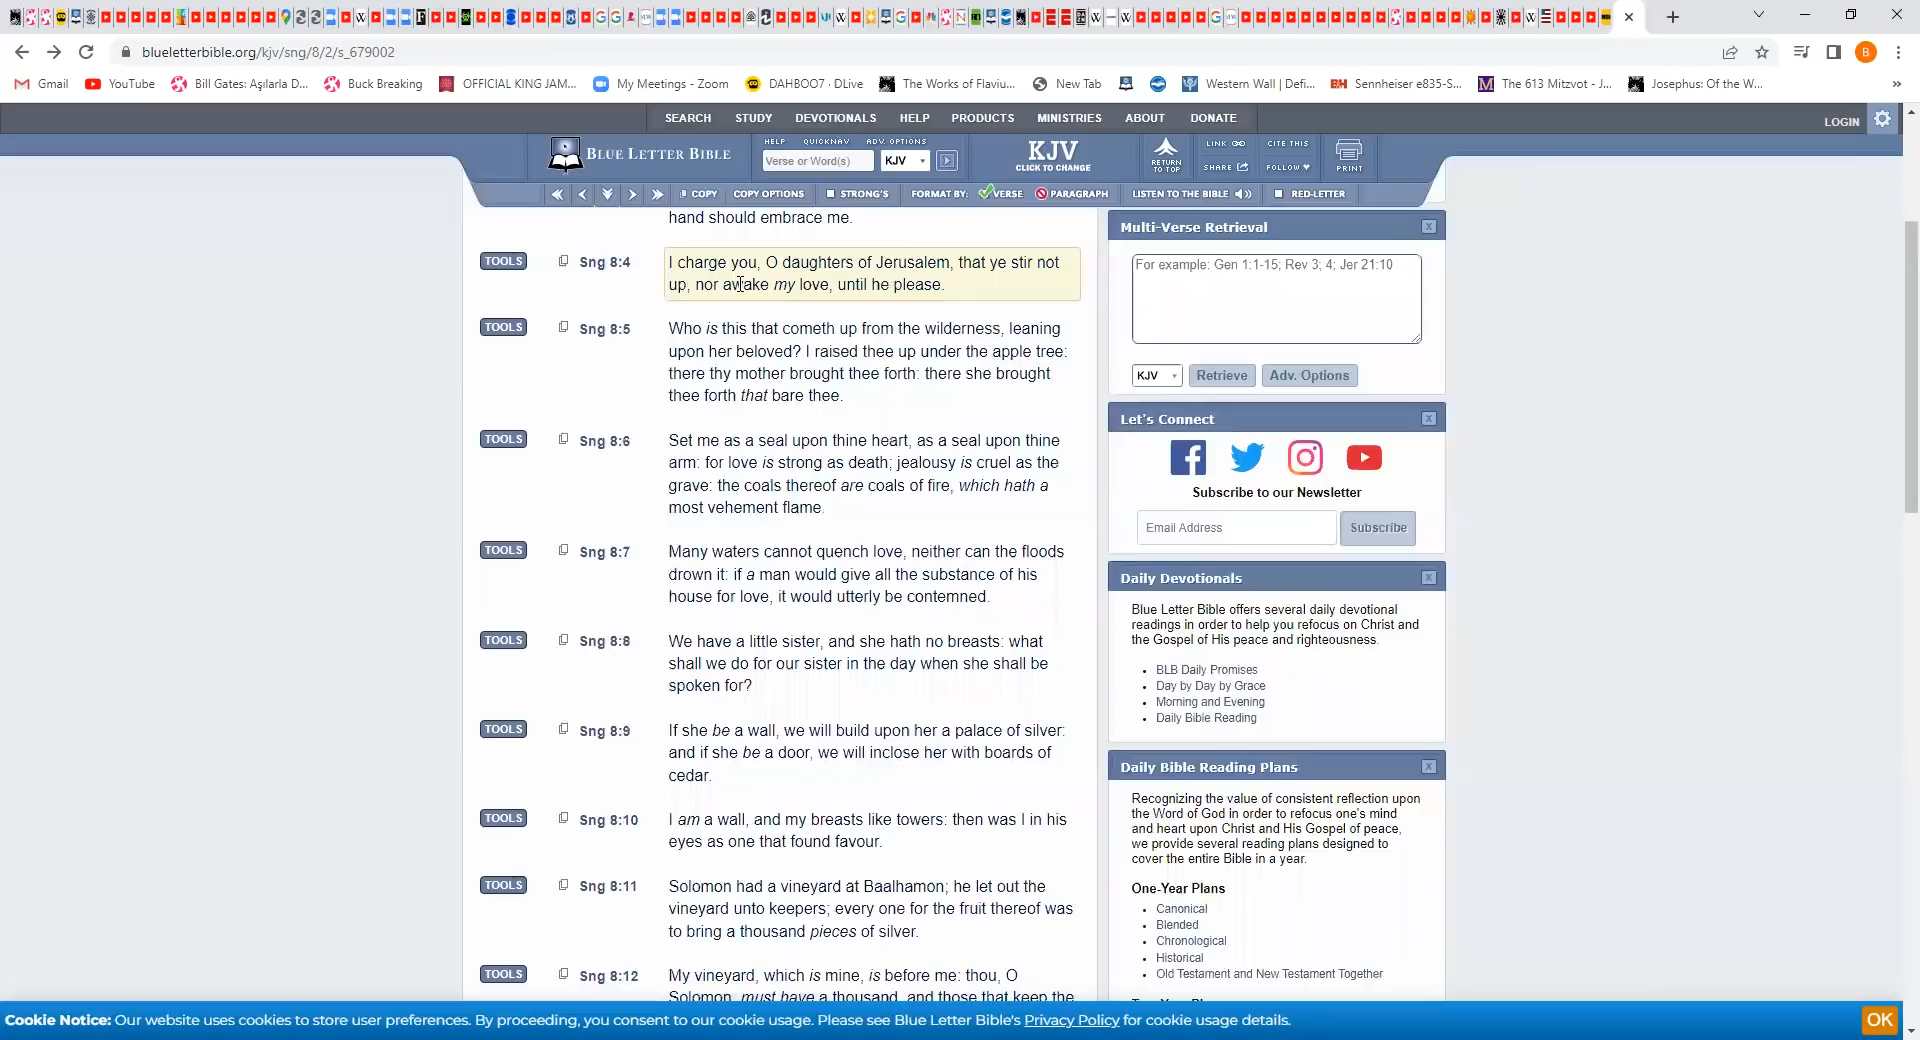 blueletterbible.org/kjv/sng/8/2/s_679002
B
Gmail
YouTube
Bill Gates: Aşılarla D...
Buck Breaking
OFFICIAL KING JAM...
My Meetings - Zoom
DAHBOO7 · DLive
The Works of Flaviu...
New Tab
Western Wall | Defi...
BH Sennheiser e835-S...
The 613 Mitzvot - J...
Josephus: Of the W...
»
SEARCH STUDY DEVOTIONALS HELP PRODUCTS MINISTRIES ABOUT DONATE
LOGIN
BLUE LETTER BIBLE
HELP QUICKNAV ADV. OPTIONS
Verse or Word(s)
KJV
KJV
CLICK TO CHANGE
RETURN
TO TOP
LINK
SHARE
CITE THIS
FOLLOW
PRINT
COPY COPY OPTIONS STRONG'S FORMAT BY: VERSE PARAGRAPH LISTEN TO THE BIBLE RED-LETTER
hand should embrace me.
TOOLS Sng 8:4 I charge you, O daughters of Jerusalem, that ye stir not
up, nor awake my love, until he please.
TOOLS Sng 8:5 Who is this that cometh up from the wilderness, leaning
upon her beloved? I raised thee up under the apple tree:
there thy mother brought thee forth: there she brought
thee forth that bare thee.
TOOLS Sng 8:6 Set me as a seal upon thine heart, as a seal upon thine
arm: for love is strong as death; jealousy is cruel as the
grave: the coals thereof are coals of fire, which hath a
most vehement flame.
TOOLS Sng 8:7 Many waters cannot quench love, neither can the floods
drown it: if a man would give all the substance of his
house for love, it would utterly be contemned.
TOOLS Sng 8:8 We have a little sister, and she hath no breasts: what
shall we do for our sister in the day when she shall be
spoken for?
TOOLS Sng 8:9 If she be a wall, we will build upon her a palace of silver:
and if she be a door, we will inclose her with boards of
cedar.
TOOLS Sng 8:10 I am a wall, and my breasts like towers: then was I in his
eyes as one that found favour.
TOOLS Sng 8:11 Solomon had a vineyard at Baalhamon; he let out the
vineyard unto keepers; every one for the fruit thereof was
to bring a thousand pieces of silver.
TOOLS Sng 8:12 My vineyard, which is mine, is before me: thou, O
Solomon, must have a thousand, and those that keep the
Multi-Verse Retrieval
For example: Gen 1:1-15; Rev 3; 4; Jer 21:10
KJV Retrieve Adv. Options
Let's Connect
Subscribe to our Newsletter
Email Address Subscribe
Daily Devotionals
Blue Letter Bible offers several daily devotional
readings in order to help you refocus on Christ and
the Gospel of His peace and righteousness.
BLB Daily Promises
Day by Day by Grace
Morning and Evening
Daily Bible Reading
Daily Bible Reading Plans
Recognizing the value of consistent reflection upon
the Word of God in order to refocus one's mind
and heart upon Christ and His Gospel of peace,
we provide several reading plans designed to
cover the entire Bible in a year.
One-Year Plans
Canonical
Blended
Chronological
Historical
Old Testament and New Testament Together
Cookie Notice: Our website uses cookies to store user preferences. By proceeding, you consent to our cookie usage. Please see Blue Letter Bible's Privacy Policy for cookie usage details.
OK